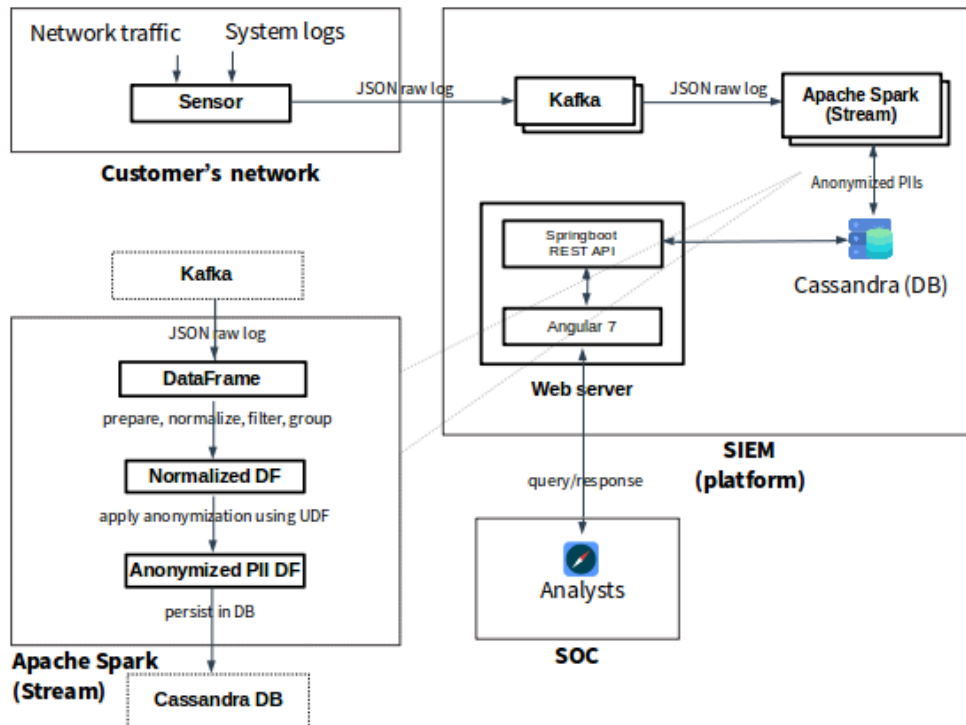 Network traffic
System logs
Sensor
JSON raw log
Customer's network
Kafka
JSON raw log
Apache Spark
(Stream)
Anonymized PIIs
Cassandra (DB)
Springboot
REST API
Angular 7
Web server
SIEM
(platform)
query/response
Analysts
SOC
Kafka
JSON raw log
DataFrame
prepare, normalize, filter, group
Normalized DF
apply anonymization using UDF
Anonymized PII DF
persist in DB
Apache Spark
(Stream)
Cassandra DB